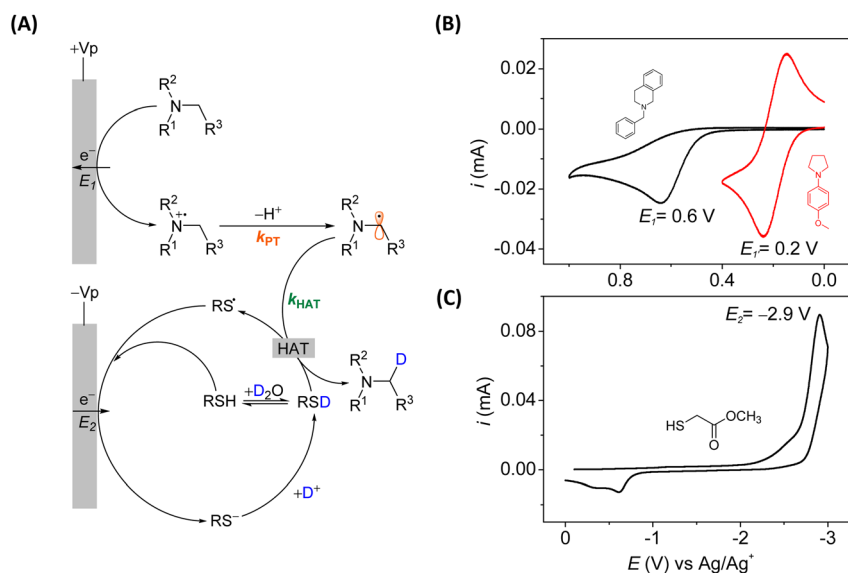 (A)
+Vp
e⁻
E₁
R²
N
R¹
R³
R²
N⁺•
R¹
R³
−H⁺
k_PT
R²
N
R¹
R³
k_HAT
−Vp
e⁻
E₂
RS•
HAT
R²
D
N
R¹
R³
RSH
+D₂O
RSD
+D⁺
RS⁻
(B)
i (mA)
0.02
0.00
-0.02
-0.04
N
N
O
E₁= 0.6 V
E₁= 0.2 V
0.8
0.4
0.0
(C)
i (mA)
0.08
0.04
0.00
E₂= −2.9 V
HS
OCH₃
O
0
-1
-2
-3
E (V) vs Ag/Ag⁺